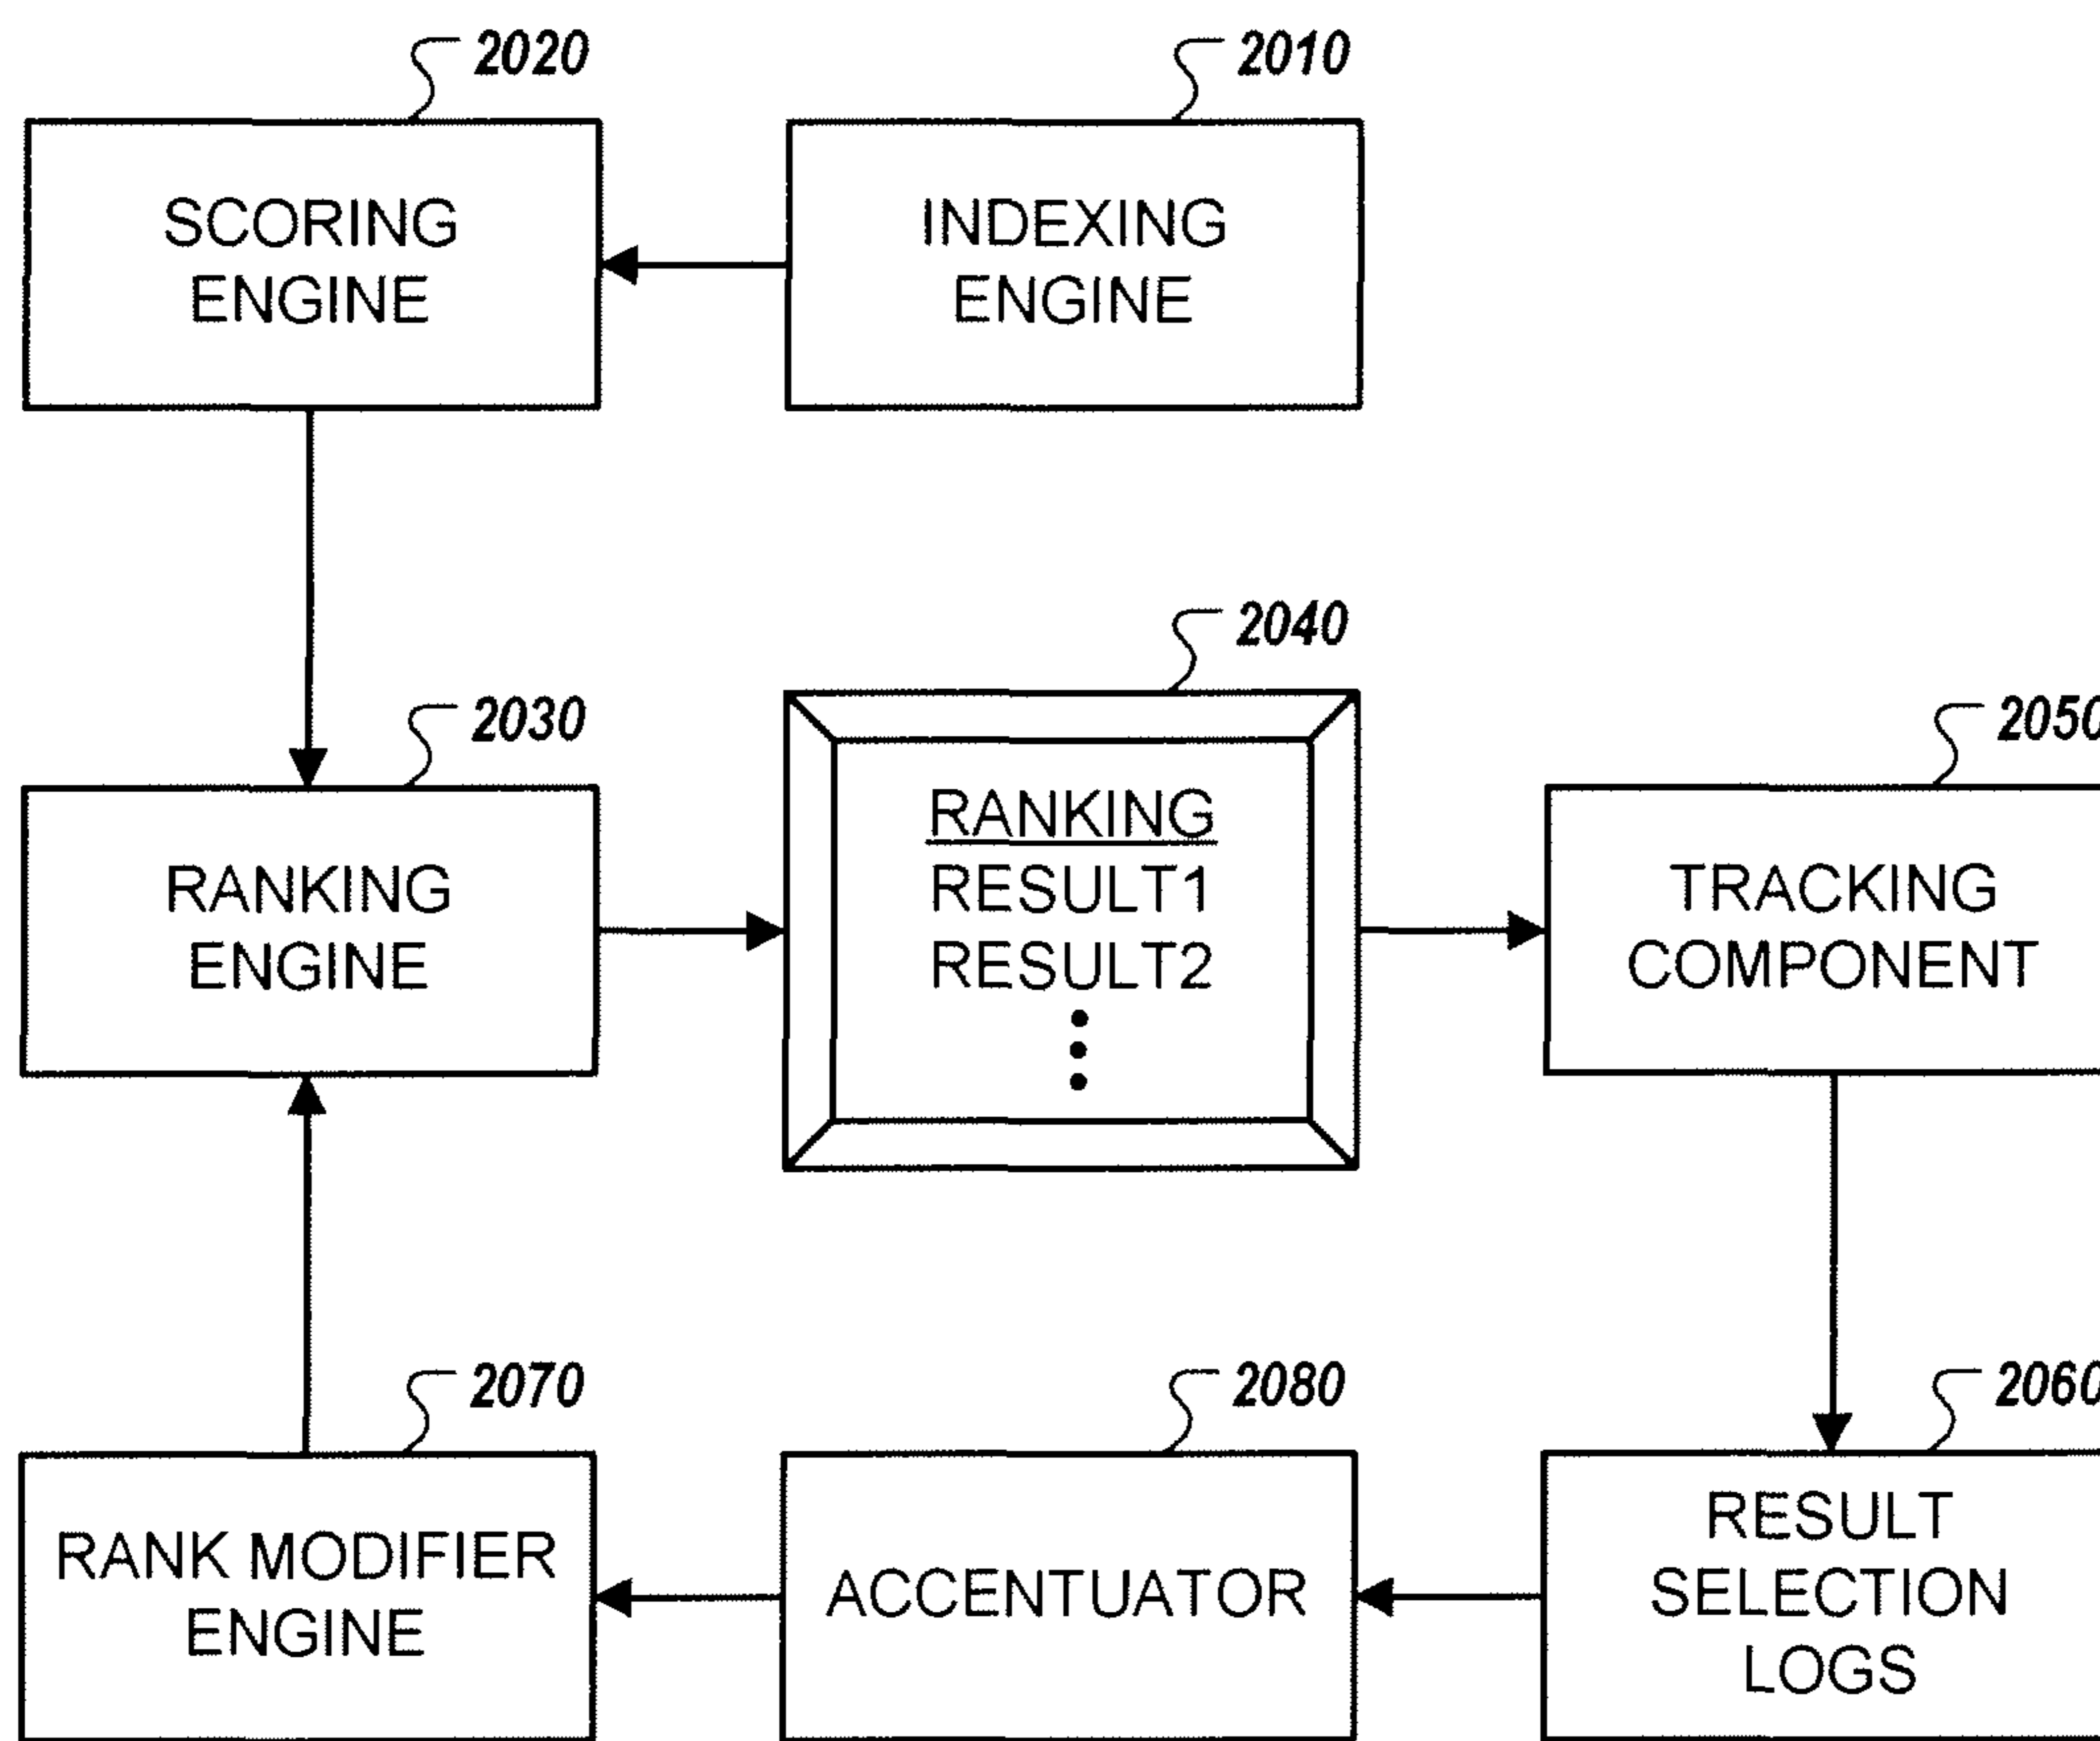 2020
2010
SCORING
ENGINE
INDEXING
ENGINE
2040
2030
2050
RANKING
ENGINE
RANKING
RESULT1
RESULT2
TRACKING
COMPONENT
2070
2080
2060
RANK MODIFIER
ENGINE
ACCENTUATOR
RESULT
SELECTION
LOGS